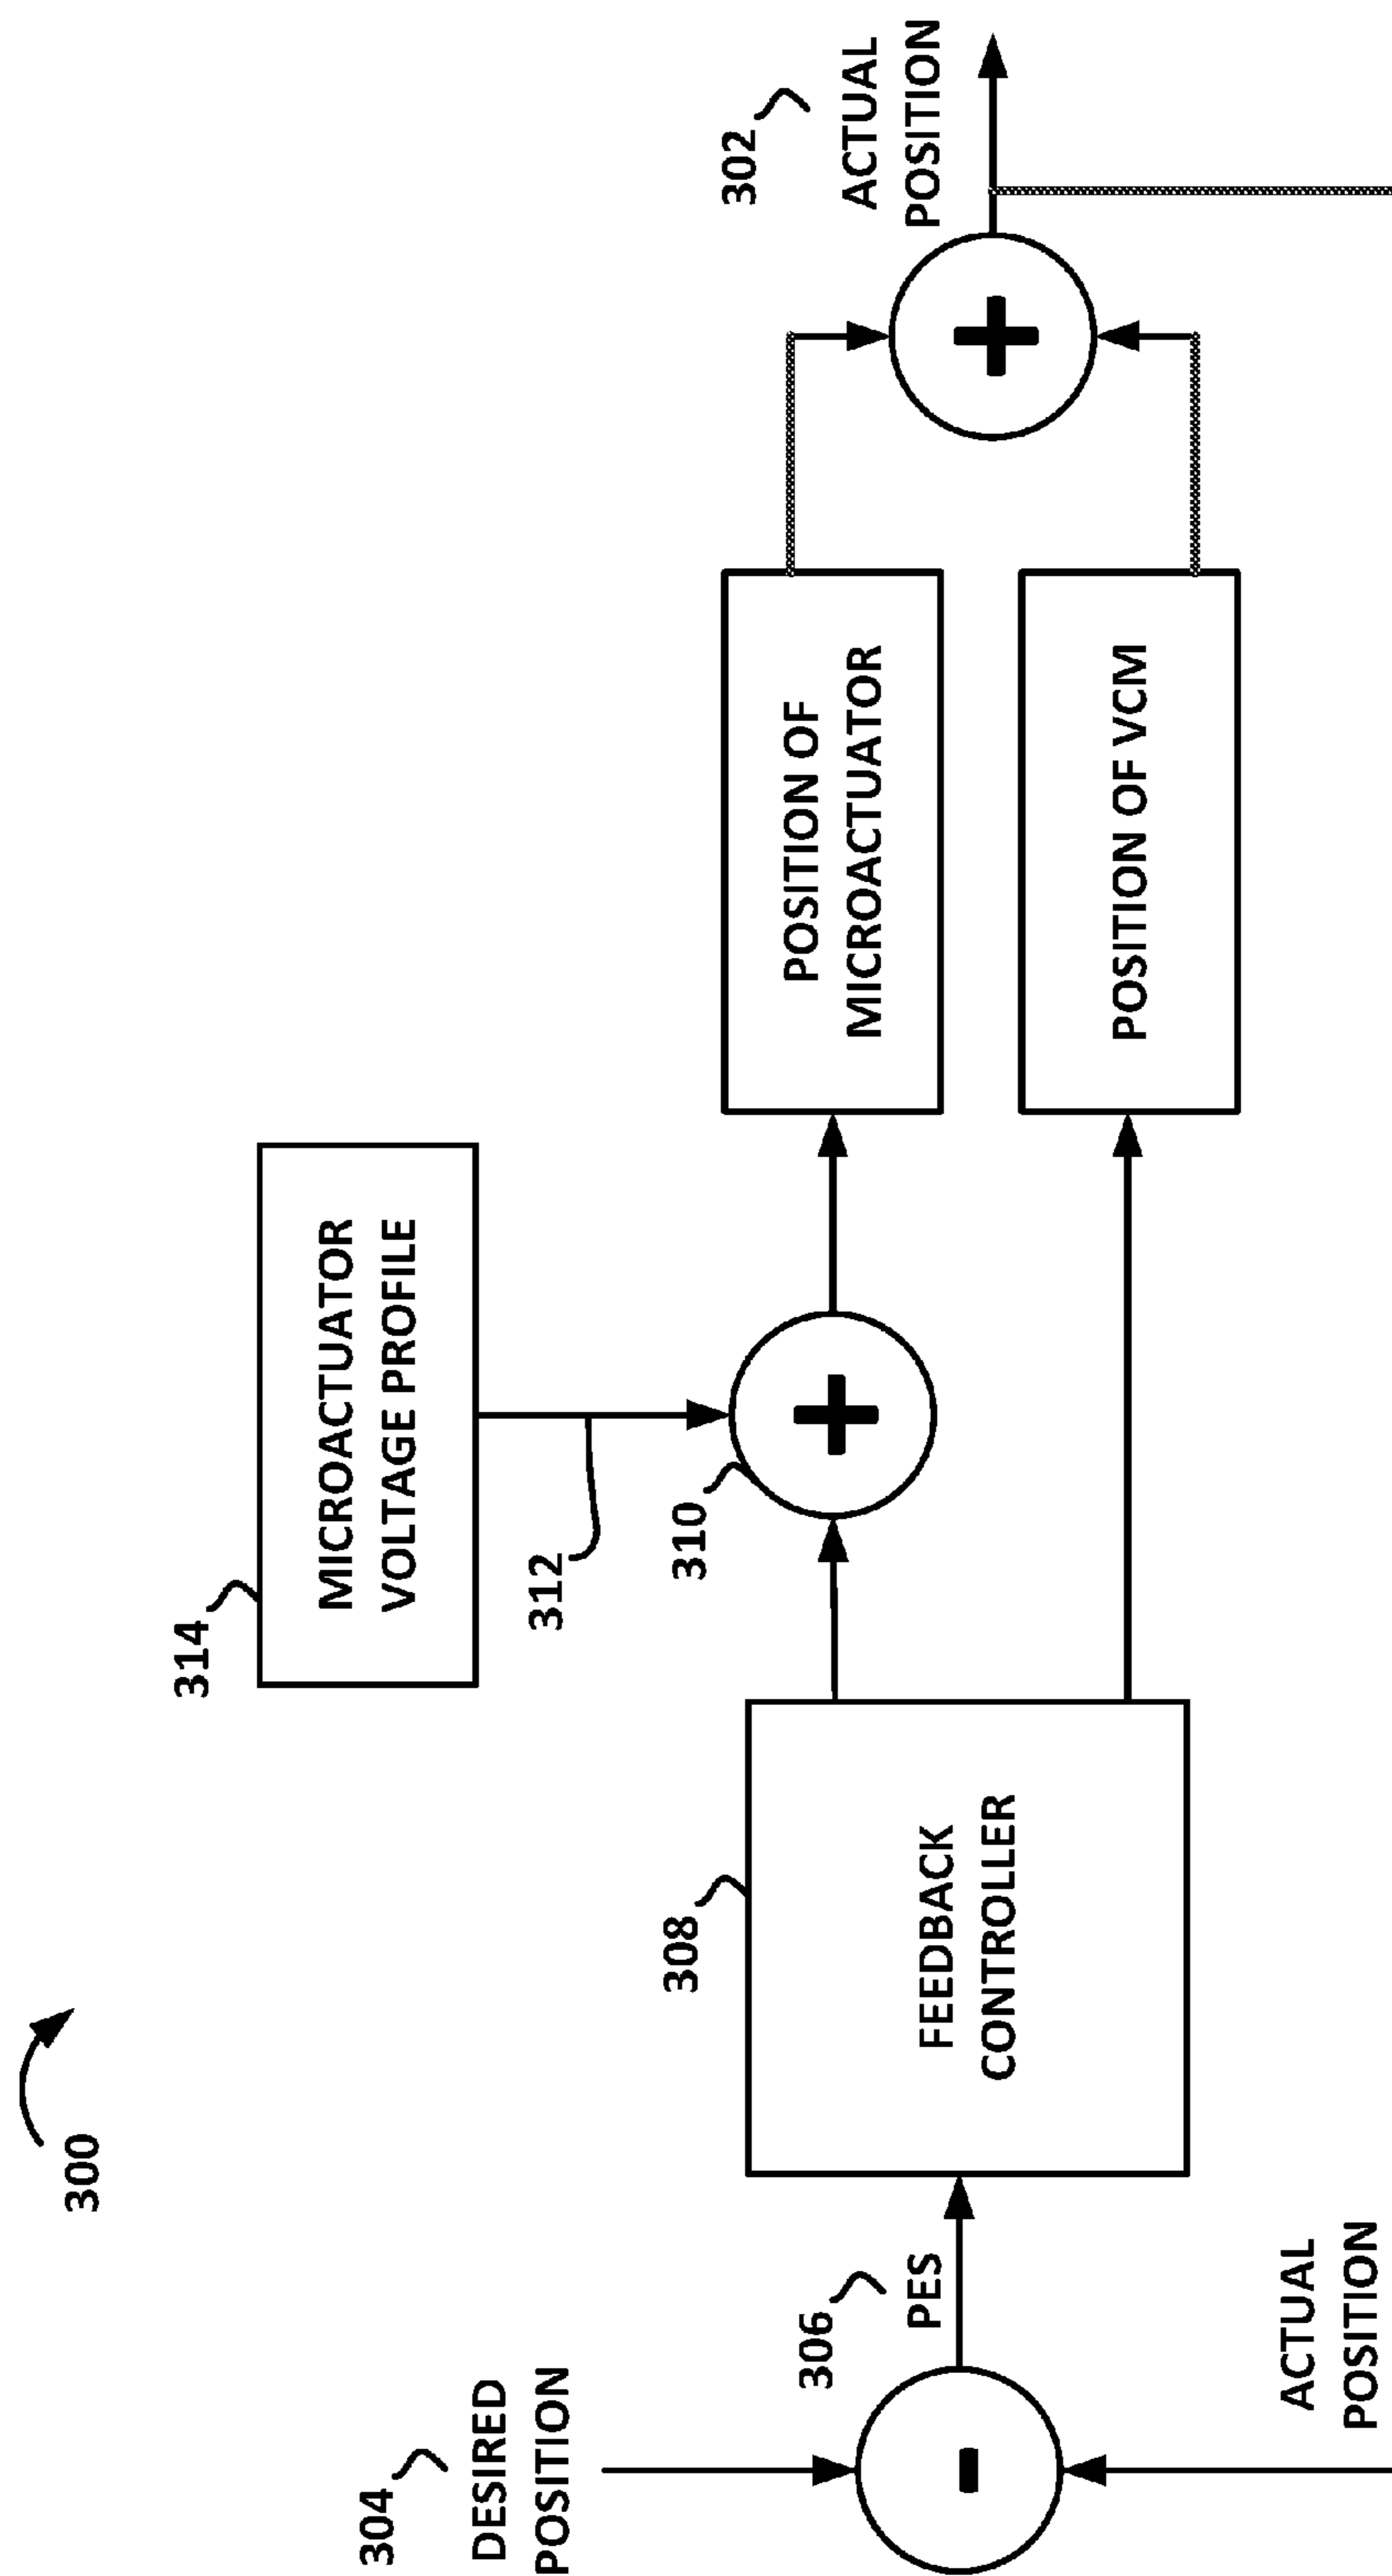 300
314
MICROACTUATOR
VOLTAGE PROFILE
312
304
DESIRED
POSITION
306
PES
308
FEEDBACK
CONTROLLER
310
+
POSITION OF
MICROACTUATOR
POSITION OF VCM
+
302
ACTUAL
POSITION
-
ACTUAL
POSITION